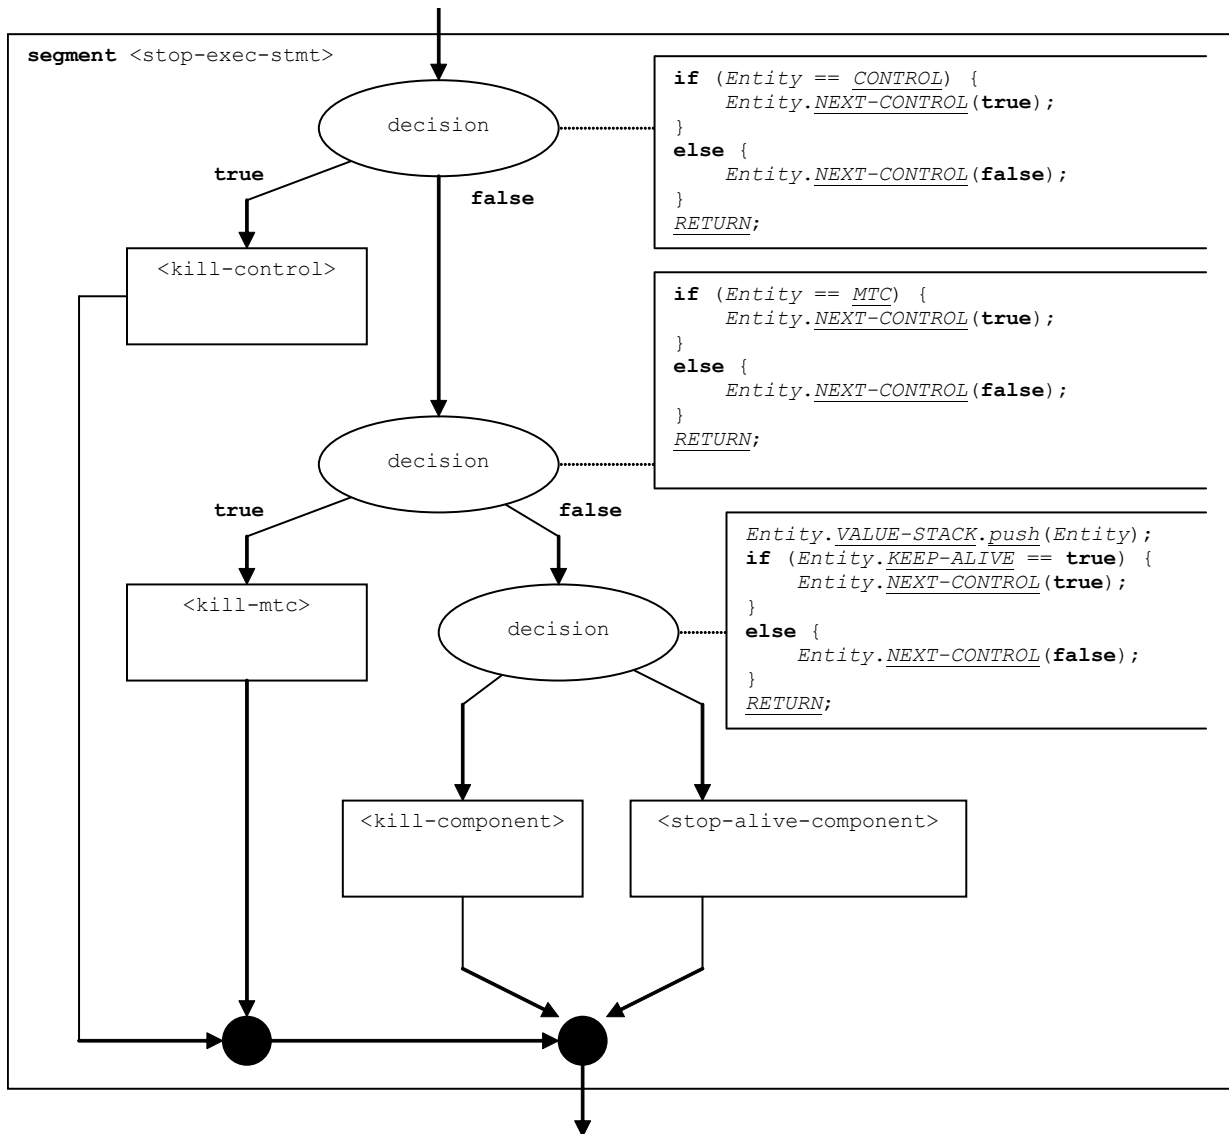 segment <stop-exec-stmt>
decision
if (Entity == CONTROL) {
Entity.NEXT-CONTROL(true);
}
else {
Entity.NEXT-CONTROL(false);
}
RETURN;
true
false
<kill-control>
if (Entity == MTC) {
Entity.NEXT-CONTROL(true);
}
else {
Entity.NEXT-CONTROL(false);
}
RETURN;
decision
true
false
<kill-mtc>
Entity.VALUE-STACK.push(Entity);
if (Entity.KEEP-ALIVE == true) {
Entity.NEXT-CONTROL(true);
}
else {
Entity.NEXT-CONTROL(false);
}
RETURN;
decision
<kill-component>
<stop-alive-component>